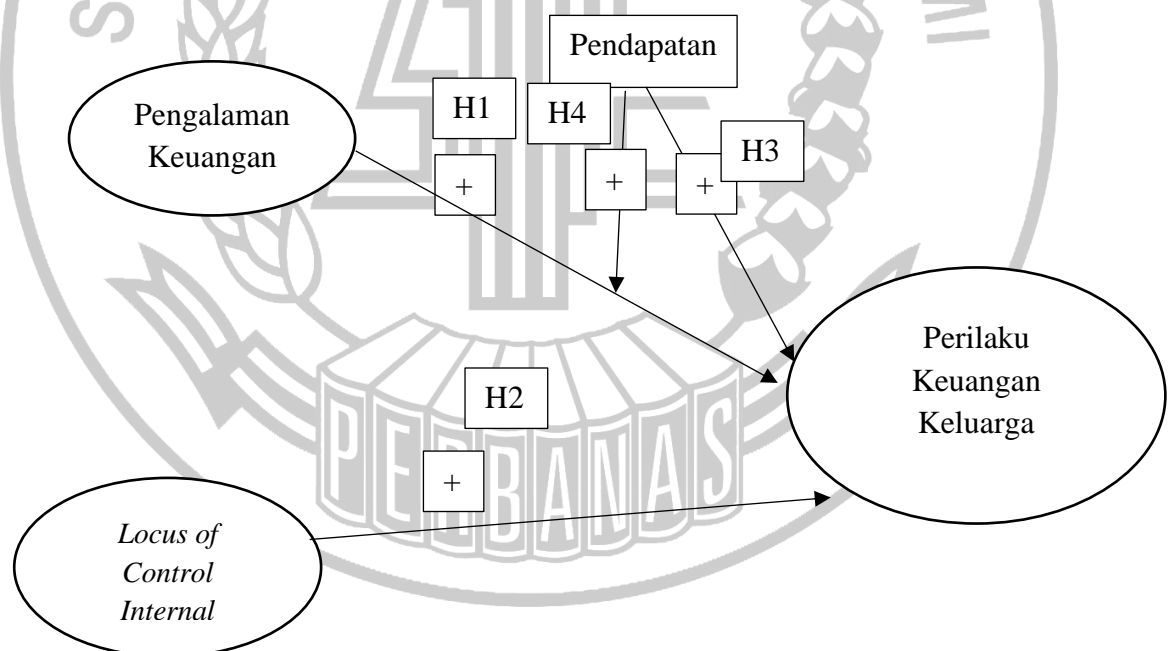 Pendapatan
Pengalaman
Keuangan
H1
H4
H3
+
+
+
Perilaku
Keuangan
Keluarga
H2
+
PERBANAS
Locus of
Control
Internal